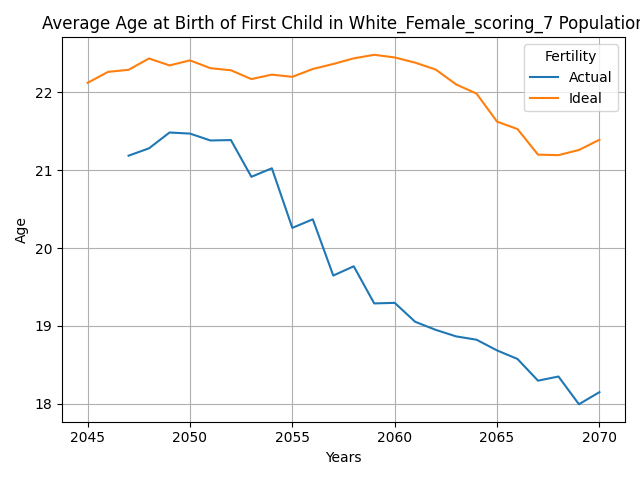 Average Age at Birth of First Child in White_Female_scoring_7 Population
Fertility
Actual
Ideal
Age
22
21
20
19
18
2045
2050
2055
2060
2065
2070
Years